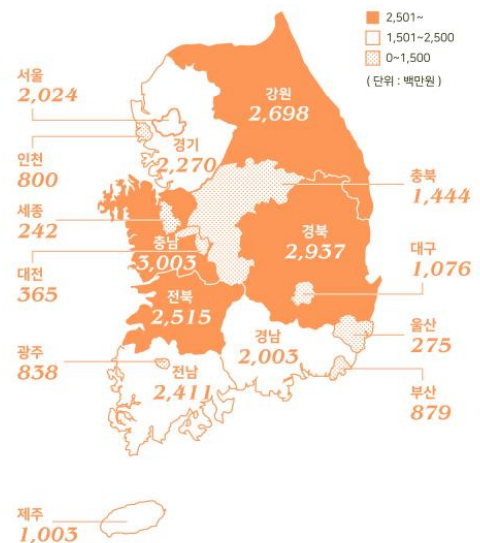 2,501~
1,501~2,500
0~1,500
( 단위 : 백만원 )
서울
2,024
강원
2,698
경기
2,270
인천
800
충북
1,444
세종
242
충남
3,003
경북
2,937
대구
1,076
대전
365
전북
2,515
경남
2,003
울산
275
광주
838
전남
2,411
부산
879
제주
1,003